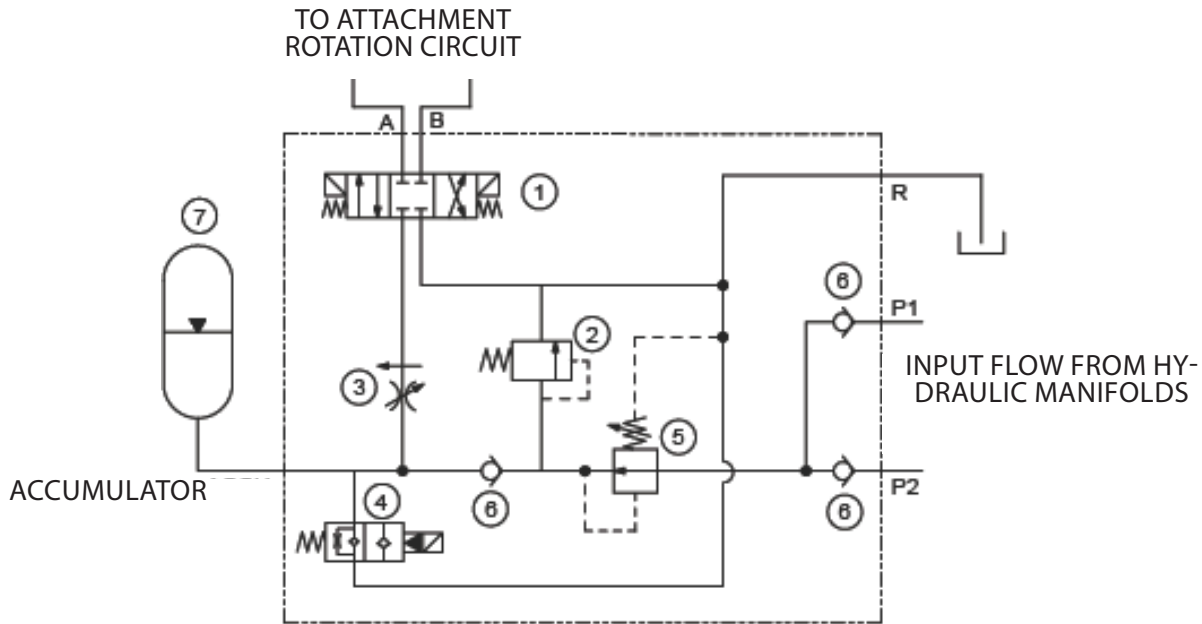 TO ATTACHMENT
ROTATION CIRCUIT
A
B
1
R
7
6
P1
2
INPUT FLOW FROM HY-
DRAULIC MANIFOLDS
3
5
P2
ACCUMULATOR
4
6
6